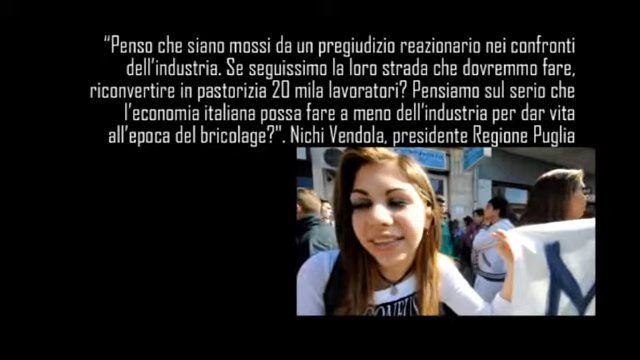 “Penso che siano mossi da un pregiudizio reazionario nei confronti
dell'industria. Se seguissimo la loro strada che dovremmo fare,
riconvertire in pastorizia 20 mila lavoratori? Pensiamo sul serio che
l'economia italiana possa fare a meno dell'industria per dar vita
all'epoca del bricolage?". Nichi Vendola, presidente Regione Puglia